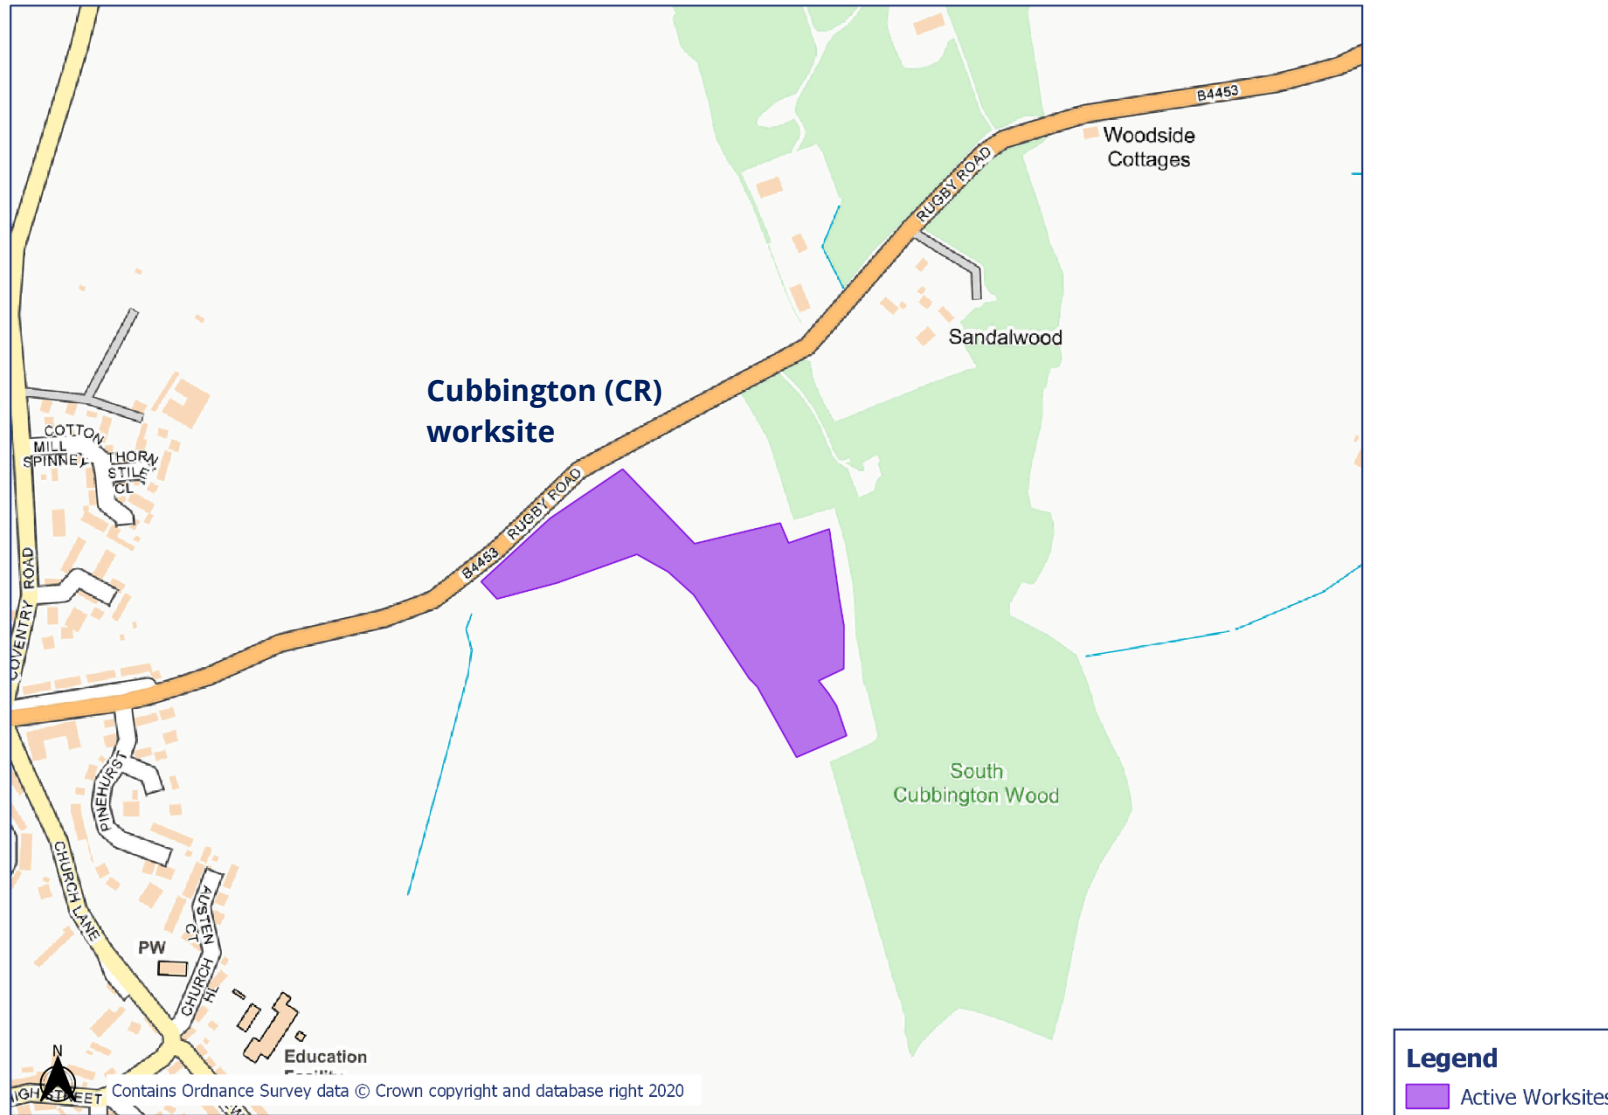 B4453
Woodside
Cottages
RUGBY ROAD
Sandalwood
Cubbington (CR)
worksite
COTTON
MILL
SPINNEY
THORN
STILE
CL
RUGBY ROAD
B4453
COVENTRY ROAD
PINEHURST
South
Cubbington Wood
CHURCH LANE
AUSTEN
CT
PW
CHURCH
HL
Education
N
Contains Ordnance Survey data © Crown copyright and database right 2020
IGH STREET
Legend
Active Worksites